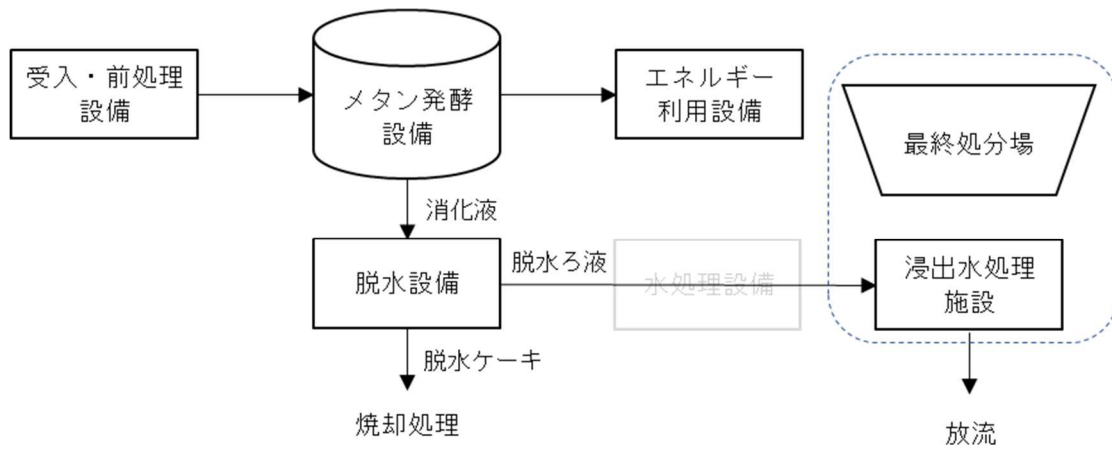 受入・前処理
設備
メタン発酵
設備
エネルギー
利用設備
最終処分場
消化液
脱水設備
脱水ろ液
水処理設備
浸出水処理
施設
脱水ケーキ
焼却処理
放流